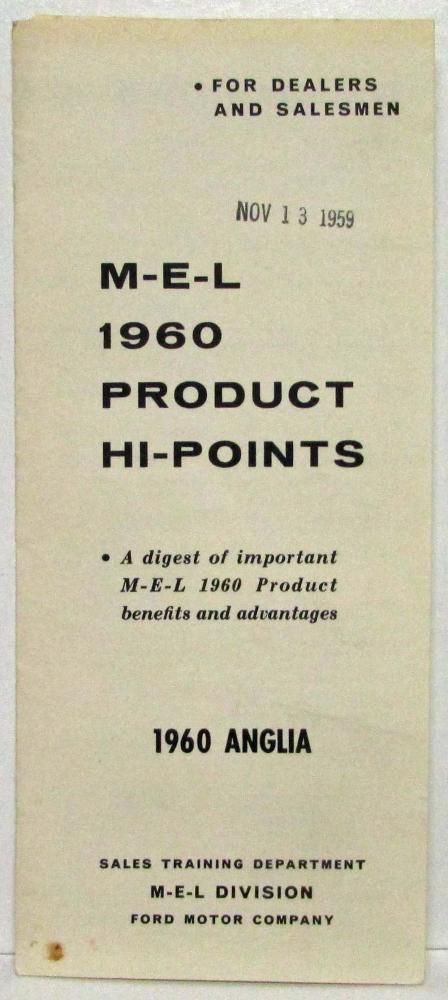 • FOR DEALERS
AND SALESMEN
NOV 13 1959
M-E-L
1960
PRODUCT
HI-POINTS
• A digest of important
M-E-L 1960 Product
benefits and advantages
1960 ANGLIA
SALES TRAINING DEPARTMENT
M-E-L DIVISION
FORD MOTOR COMPANY